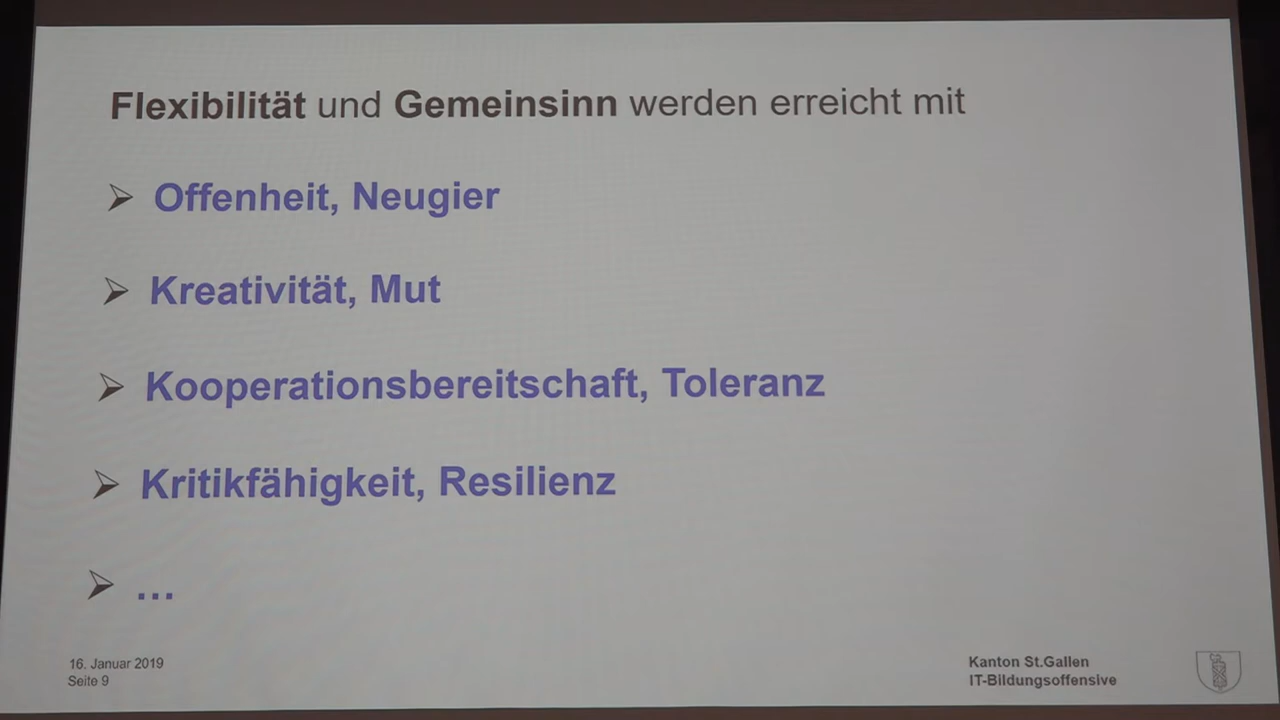 Flexibilität und Gemeinsinn werden erreicht mit
Offenheit, Neugier
Kreativität, Mut
Kooperationsbereitschaft, Toleranz
Kritikfähigkeit, Resilienz
...
16. Januar 2019
Seite 9
Kanton St.Gallen
IT-Bildungsoffensive